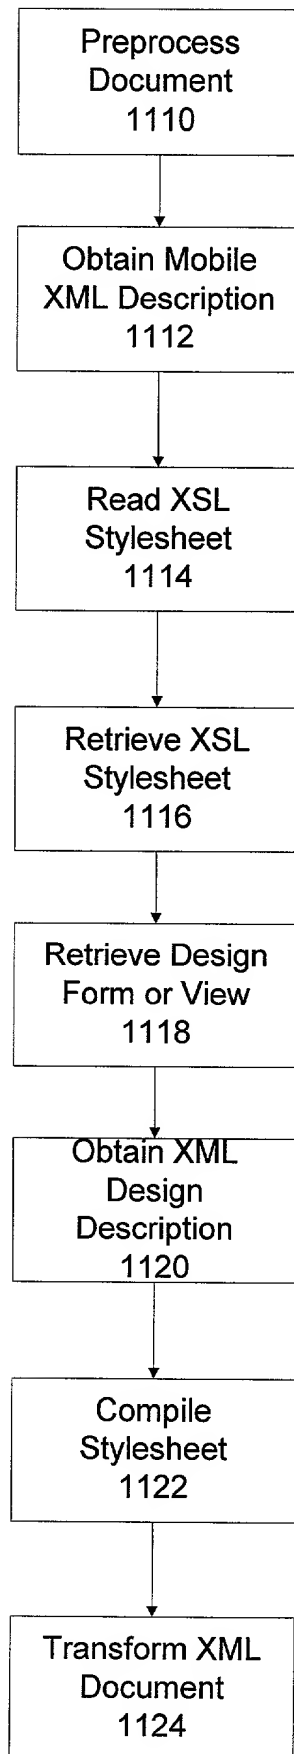 Preprocess
Document
1110
Obtain Mobile
XML Description
1112
Read XSL
Stylesheet
1114
Retrieve XSL
Stylesheet
1116
Retrieve Design
Form or View
1118
Obtain XML
Design
Description
1120
Compile
Stylesheet
1122
Transform XML
Document
1124